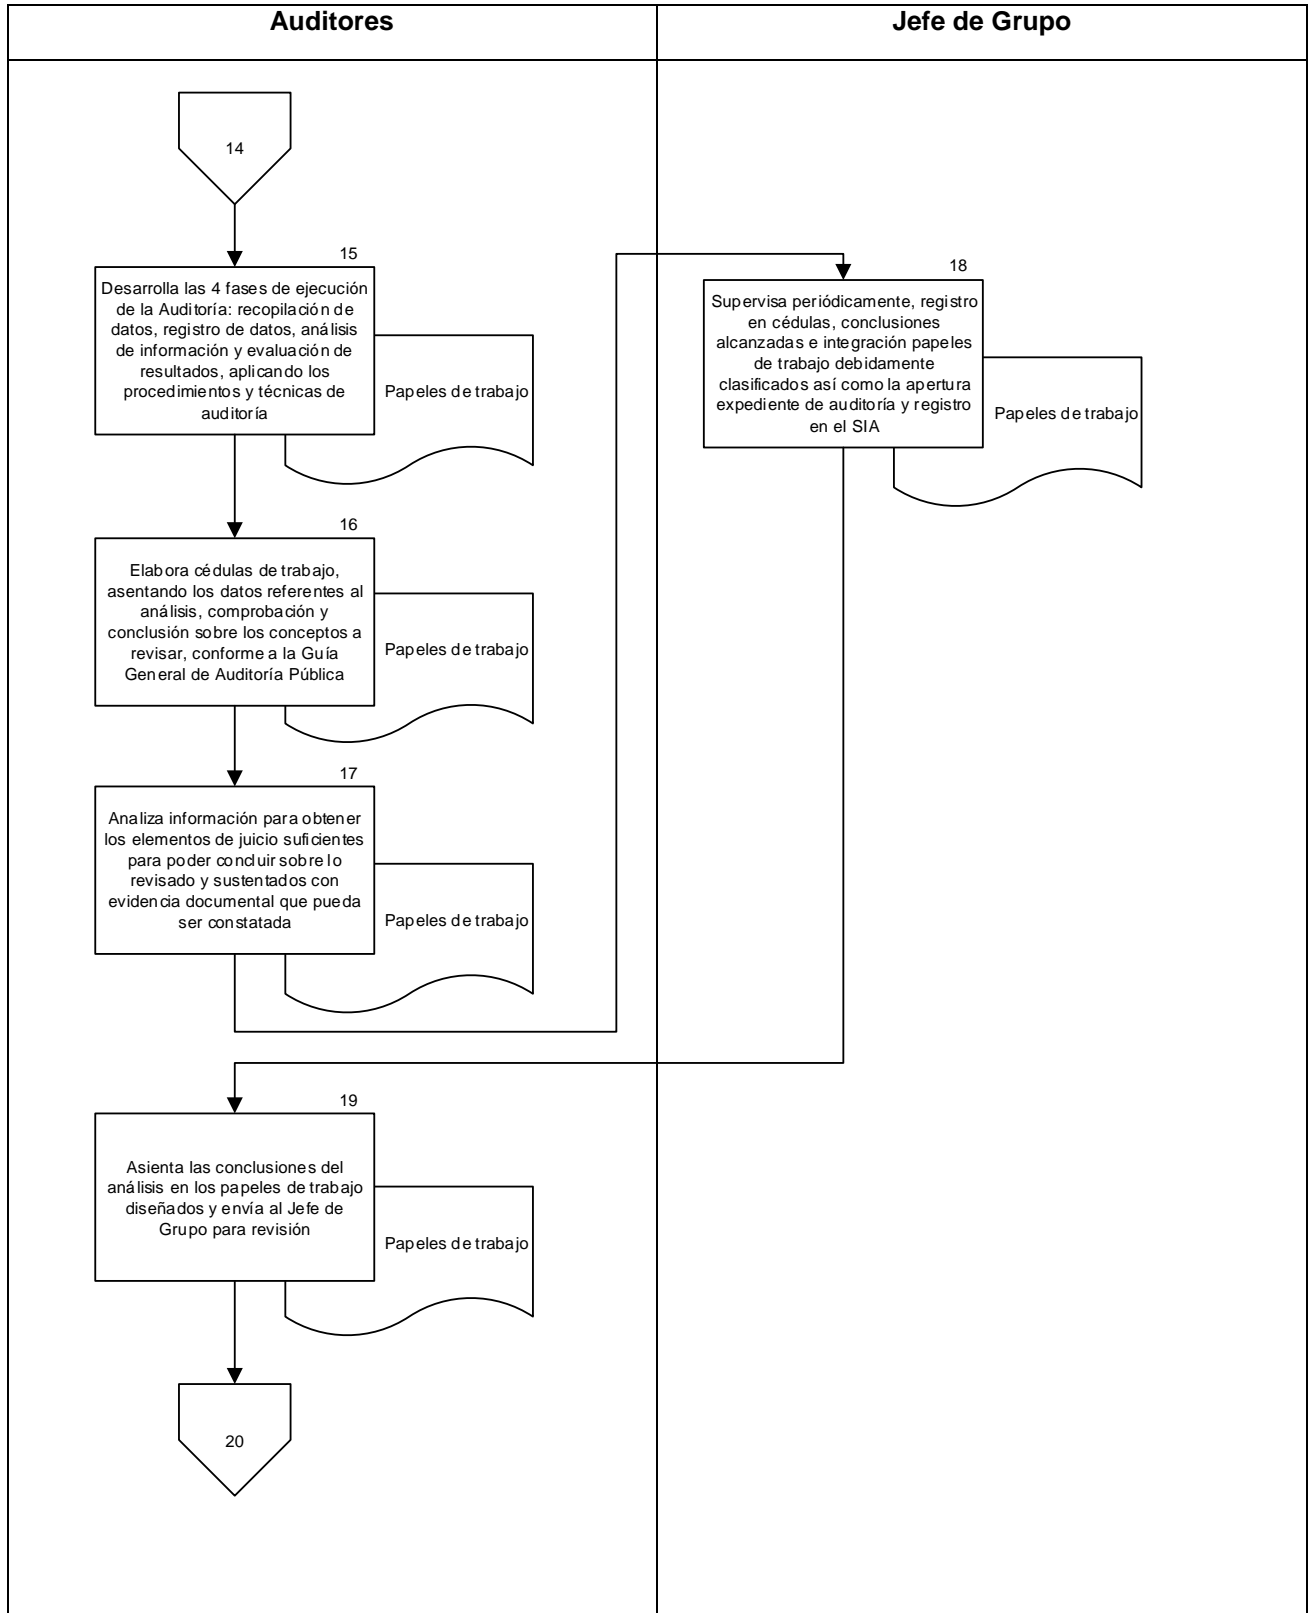 Auditores
Jefe de Grupo
14
15
Desarrolla las 4 fases de ejecución
de la Auditoría: recopilación de
datos, registro de datos, análisis
de información y evaluación de
resultados, aplicando los
procedimientos y técnicas de
auditoría
Papeles de trabajo
16
Elabora cédulas de trabajo,
asentando los datos referentes al
análisis, comprobación y
conclusión sobre los conceptos a
revisar, conforme a la Guía
General de Auditoría Pública
Papeles de trabajo
17
Analiza información para obtener
los elementos de juicio suficientes
para poder concluir sobre lo
revisado y sustentados con
evidencia documental que pueda
ser constatada
Papeles de trabajo
18
Supervisa periódicamente, registro
en cédulas, conclusiones
alcanzadas e integración papeles
de trabajo debidamente
clasificados así como la apertura
expediente de auditoría y registro
en el SIA
Papeles de trabajo
19
Asienta las conclusiones del
análisis en los papeles de trabajo
diseñados y envía al Jefe de
Grupo para revisión
Papeles de trabajo
20